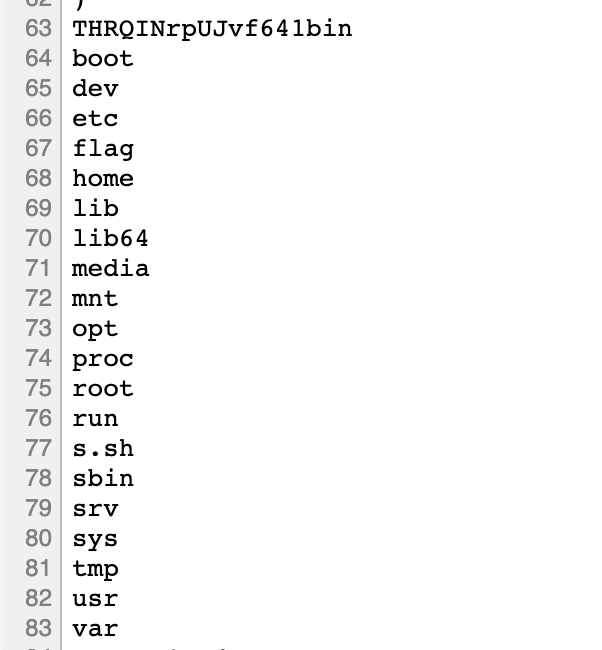 62 )
63 THRQINrpUJvf641bin
64 boot
65 dev
66 etc
67 flag
68 home
69 lib
70 lib64
71 media
72 mnt
73 opt
74 proc
75 root
76 run
77 s.sh
78 sbin
79 srv
80 sys
81 tmp
82 usr
83 var